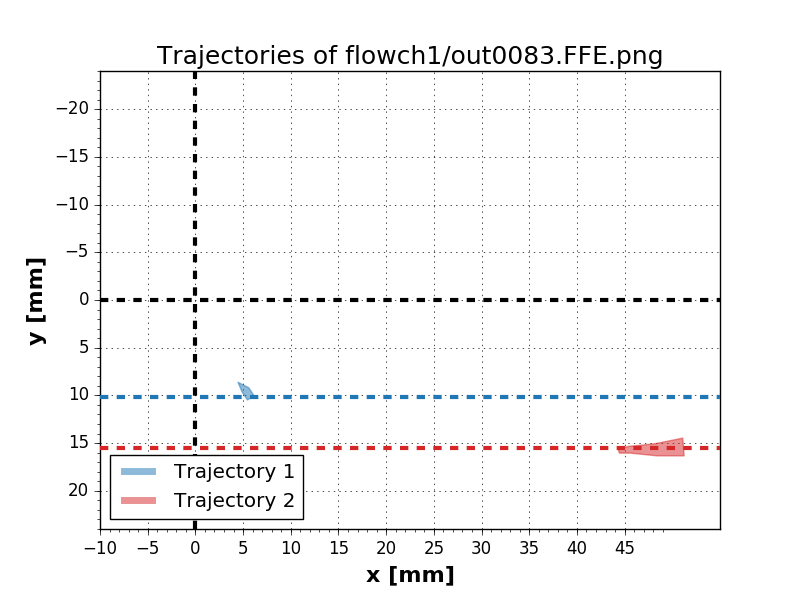 Trajectories of flowch1/out0083.FFE.png
−20
−15
−10
−5
0
5
10
15
20
y [mm]
Trajectory 1
Trajectory 2
−10 −5 0 5 10 15 20 25 30 35 40 45
x [mm]